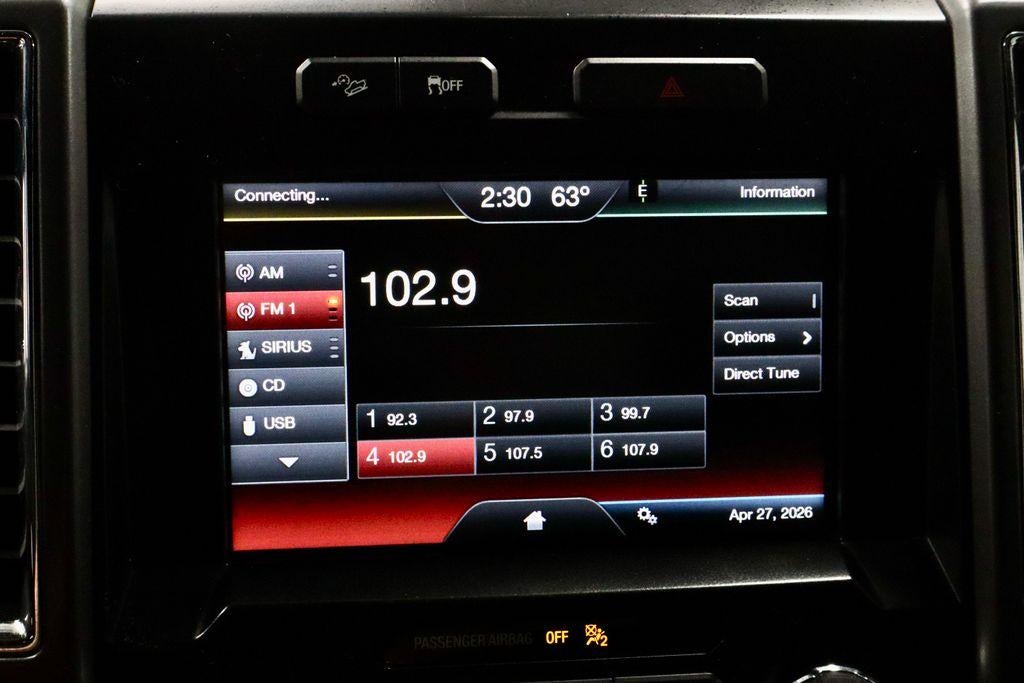 OFF
Connecting...
2:30 63°
E
Information
AM
FM 1
SIRIUS
CD
USB
102.9
Scan
Options
Direct Tune
1 92.3
2 97.9
3 99.7
4 102.9
5 107.5
6 107.9
Apr 27, 2026
PASSENGER AIRBAG OFF 2